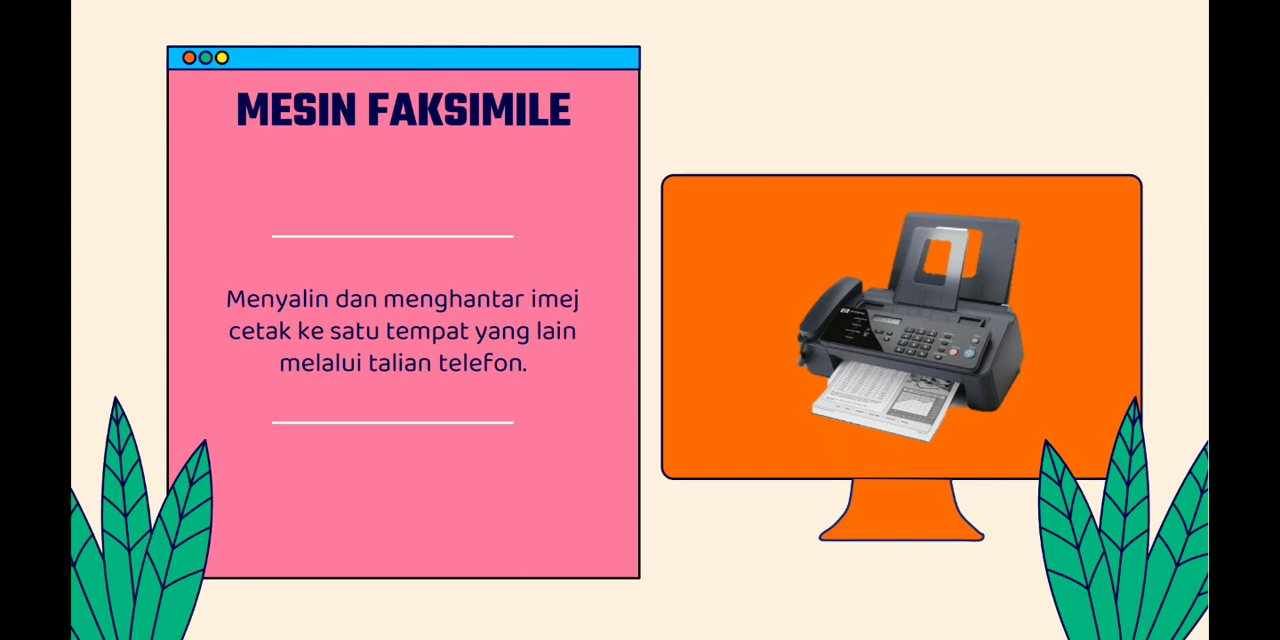 MESIN FAKSIMILE
Menyalin dan menghantar imej
cetak ke satu tempat yang lain
melalui talian telefon.